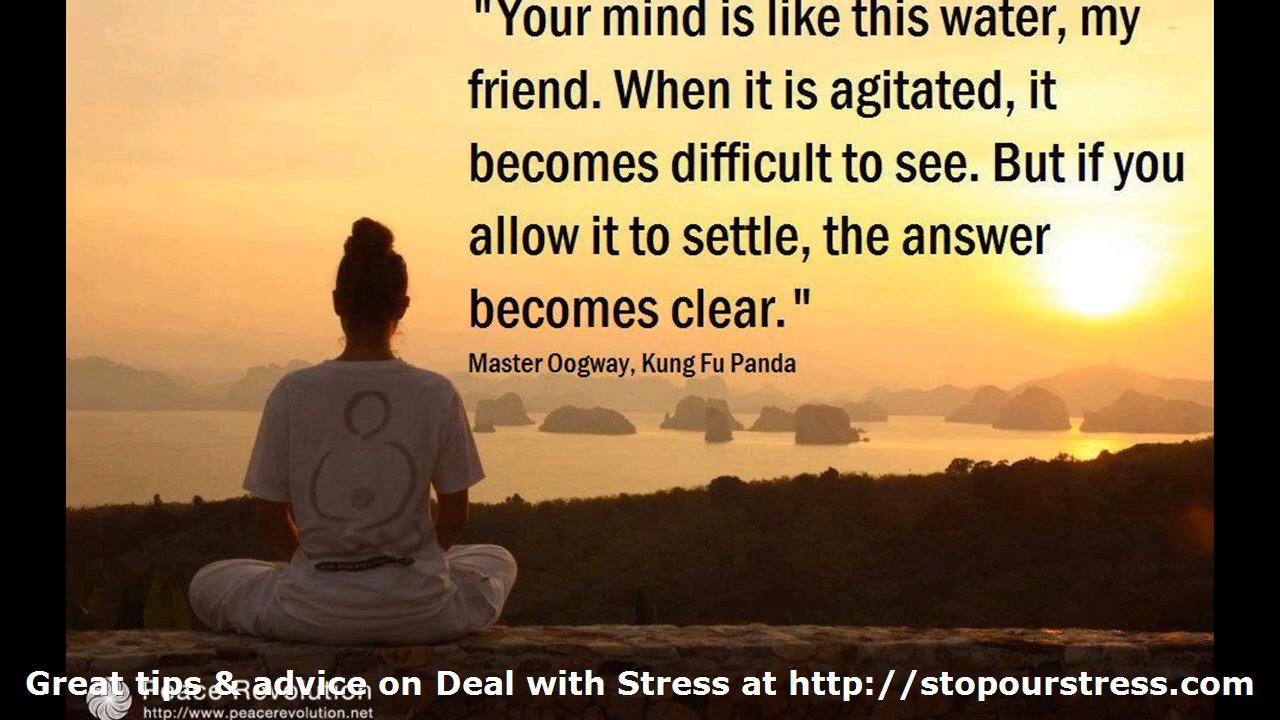 "Your mind is like this water, my
friend. When it is agitated, it
becomes difficult to see. But if you
allow it to settle, the answer
becomes clear."
Master Oogway, Kung Fu Panda
Great tips & advice on Deal with Stress at http://stopourstress.com
Peace Revolution
http://www.peacerevolution.net